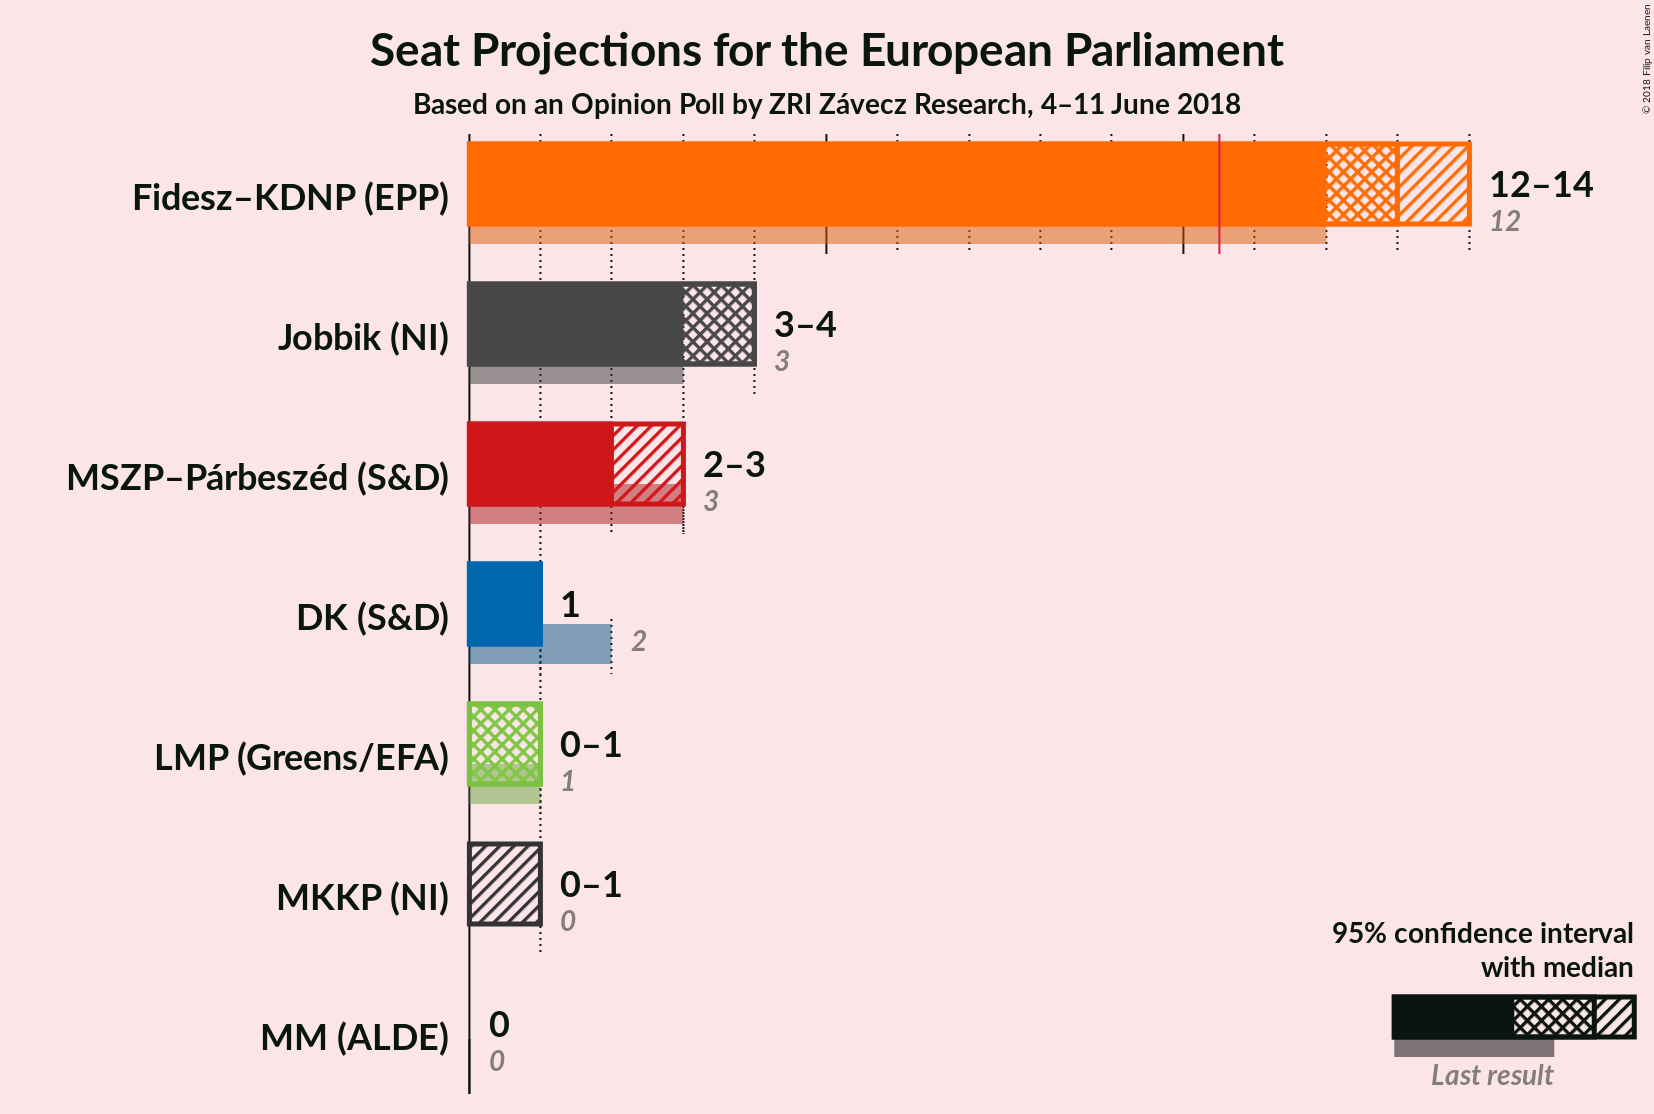 Seat Projections for the European Parliament
Based on an Opinion Poll by ZRI Závecz Research, 4–11 June 2018
© 2018 Filip van Laenen
Fidesz–KDNP (EPP)
12–14
12
Jobbik (NI)
3–4
3
MSZP–Párbeszéd (S&D)
2–3
3
DK (S&D)
1
2
LMP (Greens/EFA)
0–1
1
MKKP (NI)
0–1
0
MM (ALDE)
0
0
95% confidence interval
with median
Last result